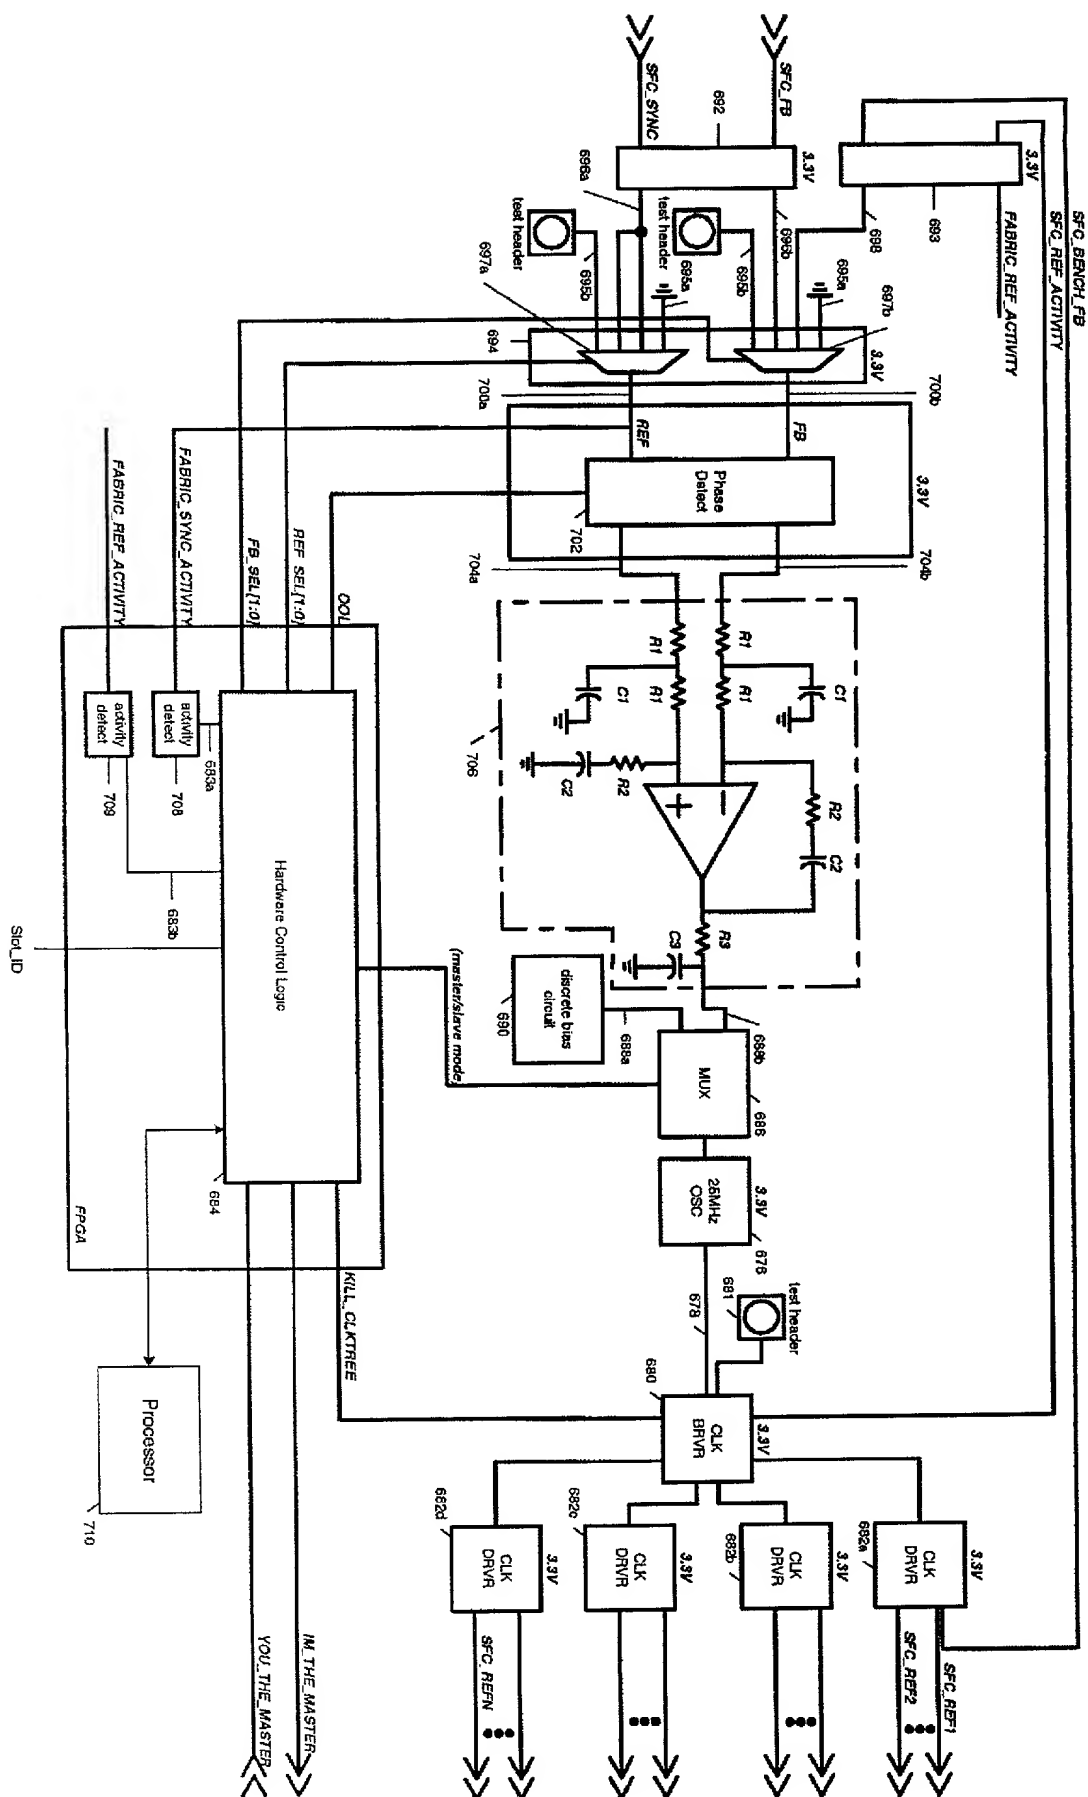 SFC_SYNC
SFC_FB
692
3.3V
3.3V
693
698
FABRIC_REF_ACTIVITY
SFC_REF_ACTIVITY
SFC_BENCH_FB
696a
696b
test header
test header
695b
695a
695b
695a
697a
697b
694
3.3V
700a
700b
REF
FB
3.3V
Phase
Detect
702
704a
704b
FABRIC_REF_ACTIVITY
FABRIC_SYNC_ACTIVITY
FB_SEL[1:0]
REF_SEL[1:0]
OOL
R1
R1
R1
R1
C1
C1
706
C2
R2
R2
C2
+
−
R3
C3
activity
detect
activity
detect
683a
708
709
683b
Hardware Control Logic
Slot_ID
(master/slave mode)
discrete bias
circuit
690
688a
688b
MUX
686
3.3V
25MHz
OSC
676
678
681
test header
684
FPGA
KILL_CLKTREE
680
CLK
BRVR
3.3V
Processor
710
682d
CLK
DRVR
3.3V
682c
CLK
DRVR
3.3V
682b
CLK
DRVR
3.3V
682a
CLK
DRVR
3.3V
YOU_THE_MASTER
IM_THE_MASTER
SFC_REFN
SFC_REF2
SFC_REF1